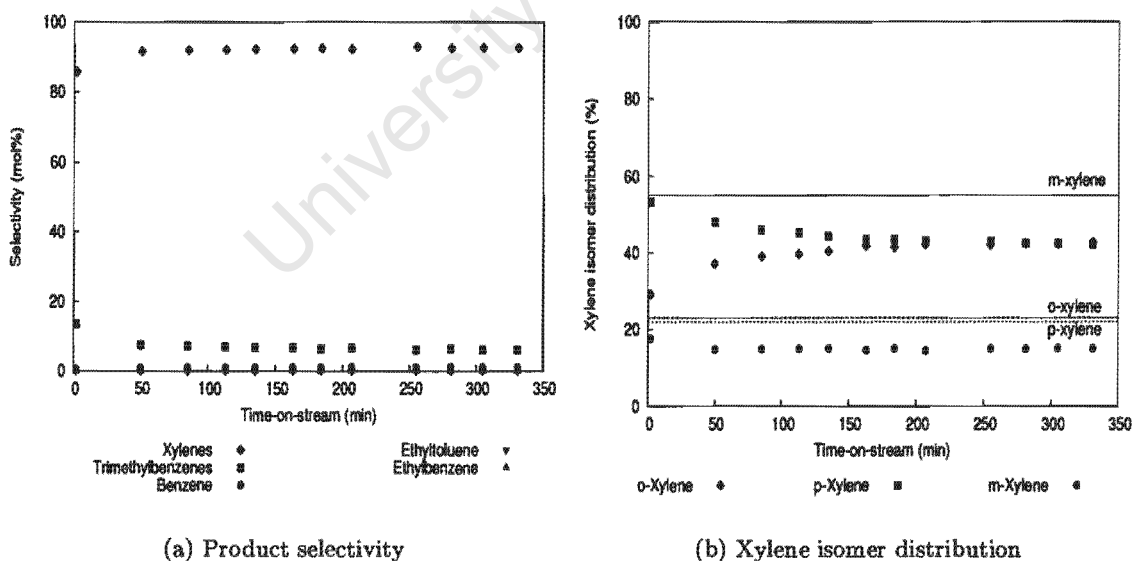 100
80
60
40
20
0
Selectivity (mol%)
0 50 100 150 200 250 300 350
Time-on-stream (min)
Xylenes
Trimethylbenzenes
Benzene
Ethyltoluene
Ethylbenzene
(a) Product selectivity
University
100
80
60
40
20
0
Xylene isomer distribution (%)
m-xylene
o-xylene
p-xylene
0 50 100 150 200 250 300 350
Time-on-stream (min)
o-Xylene p-Xylene m-Xylene
(b) Xylene isomer distribution